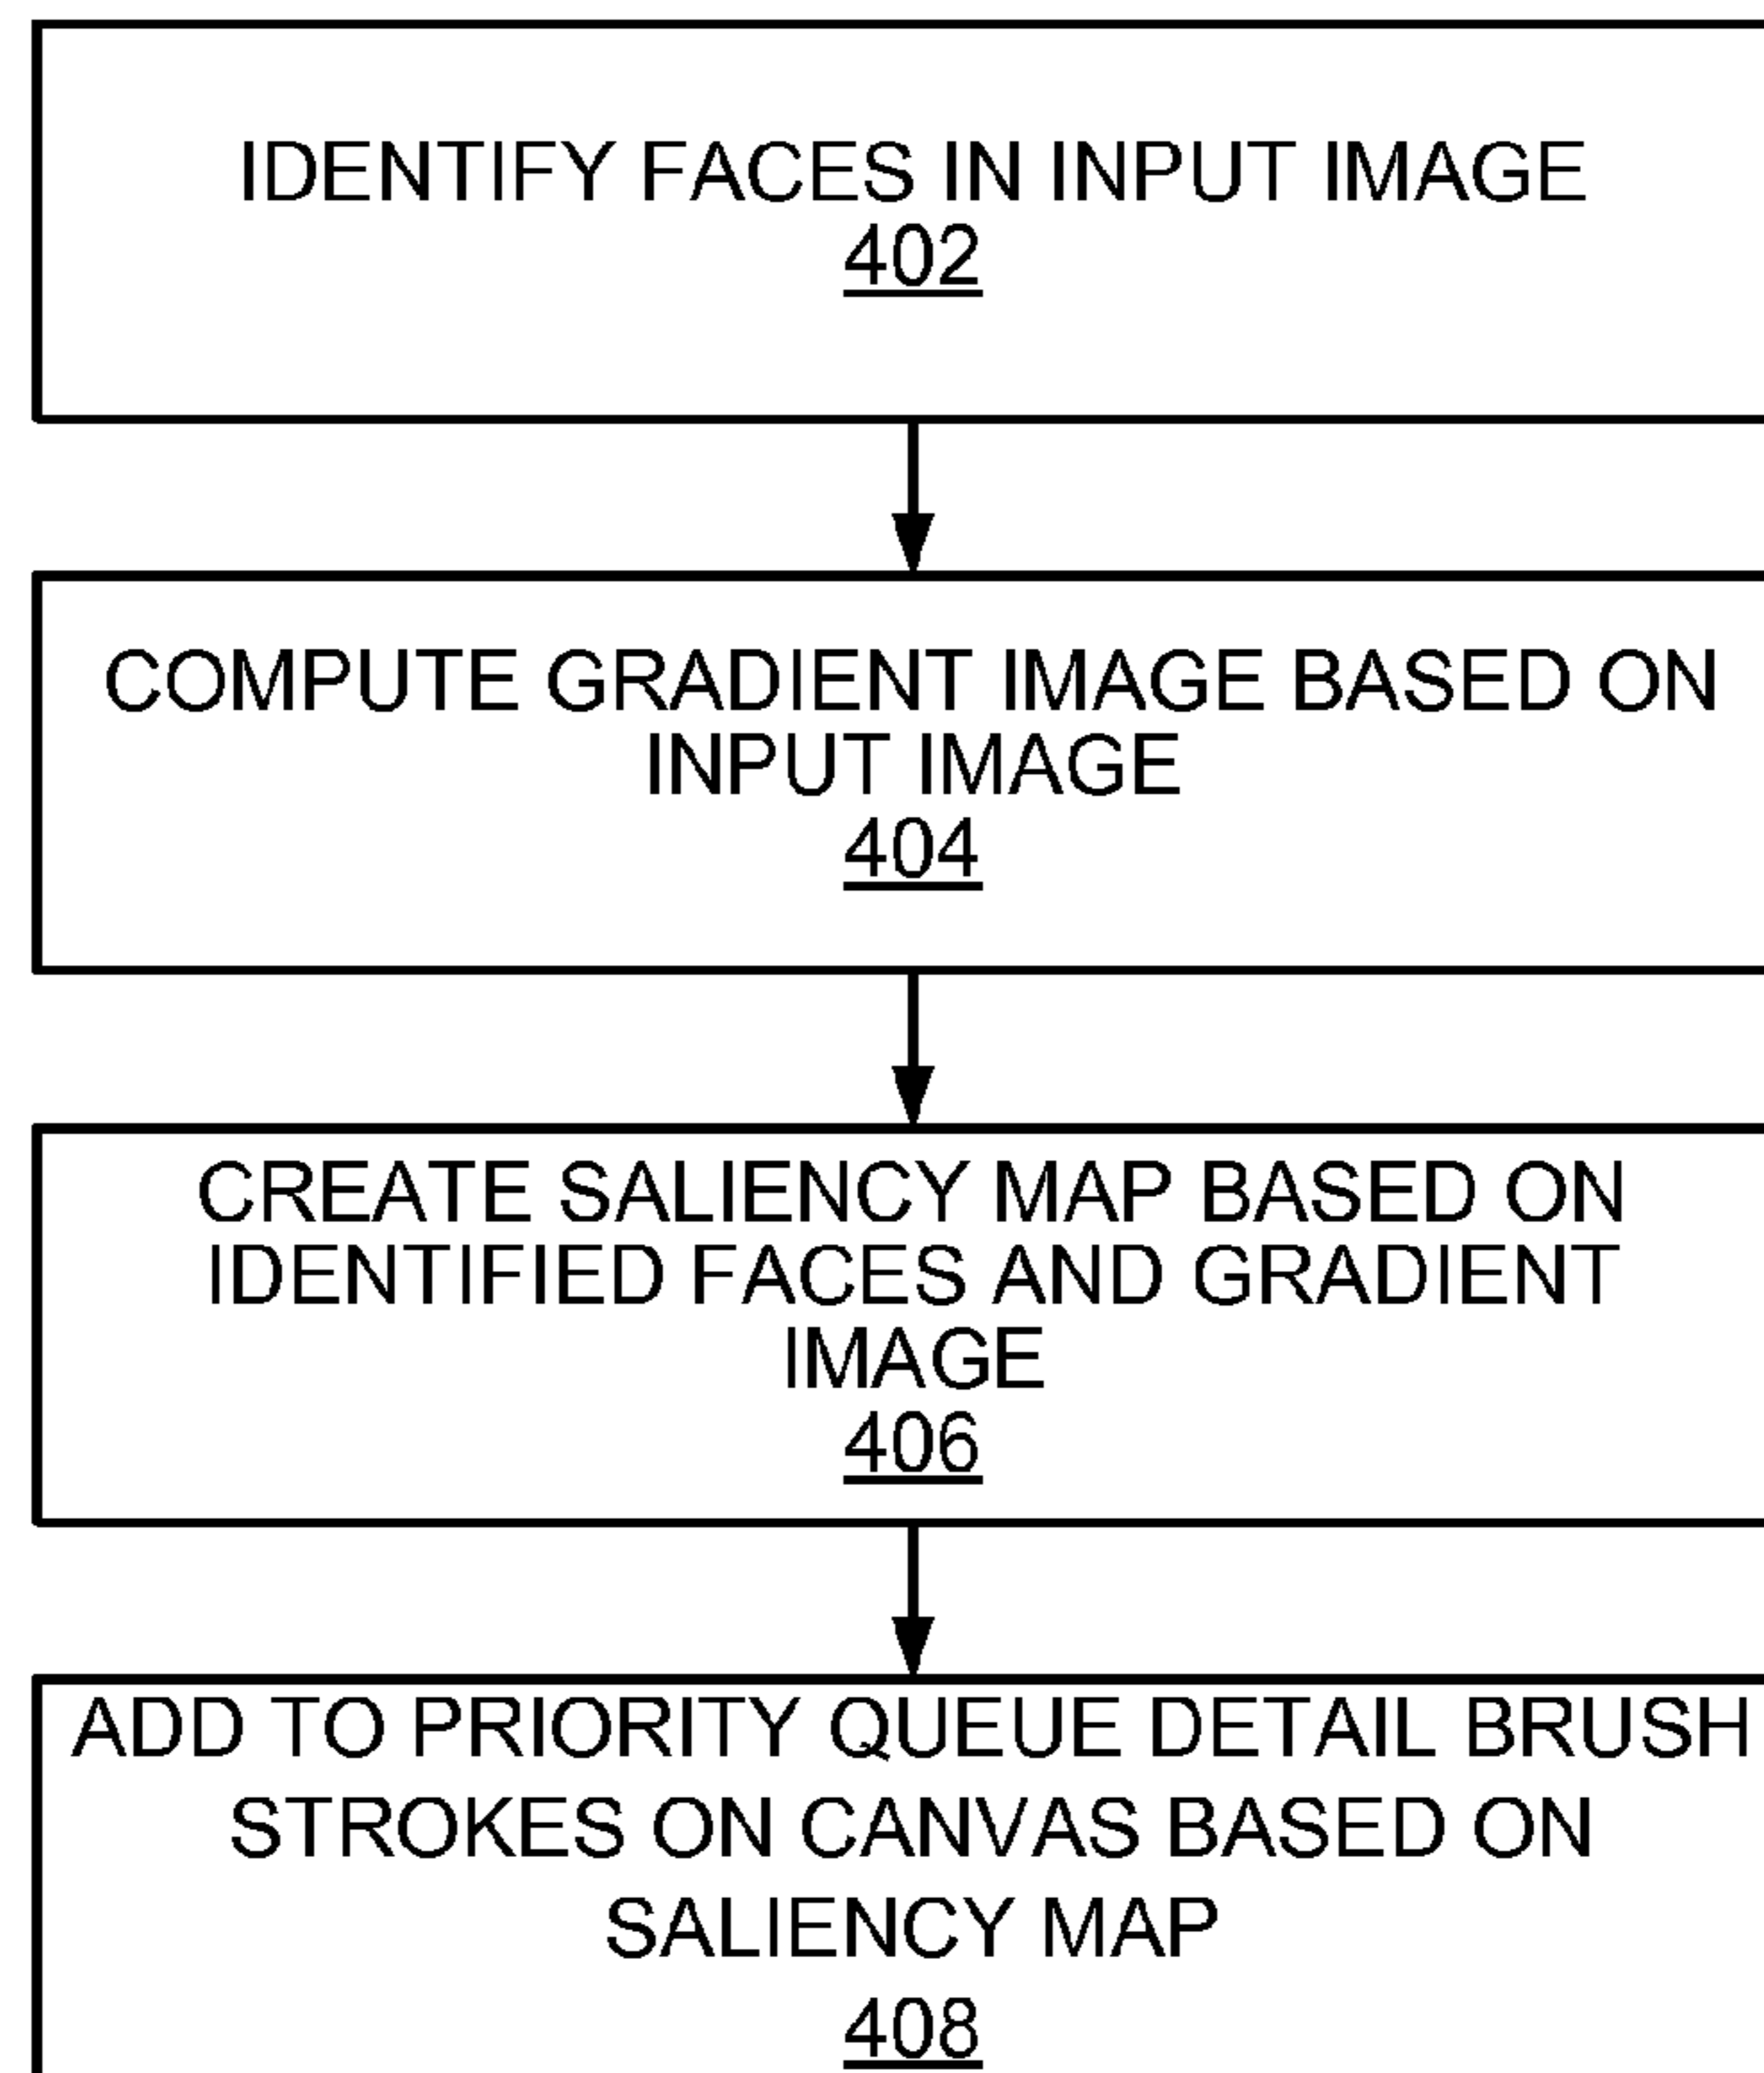 IDENTIFY FACES IN INPUT IMAGE
402
COMPUTE GRADIENT IMAGE BASED ON
INPUT IMAGE
404
CREATE SALIENCY MAP BASED ON
IDENTIFIED FACES AND GRADIENT
IMAGE
406
ADD TO PRIORITY QUEUE DETAIL BRUSH
STROKES ON CANVAS BASED ON
SALIENCY MAP
408